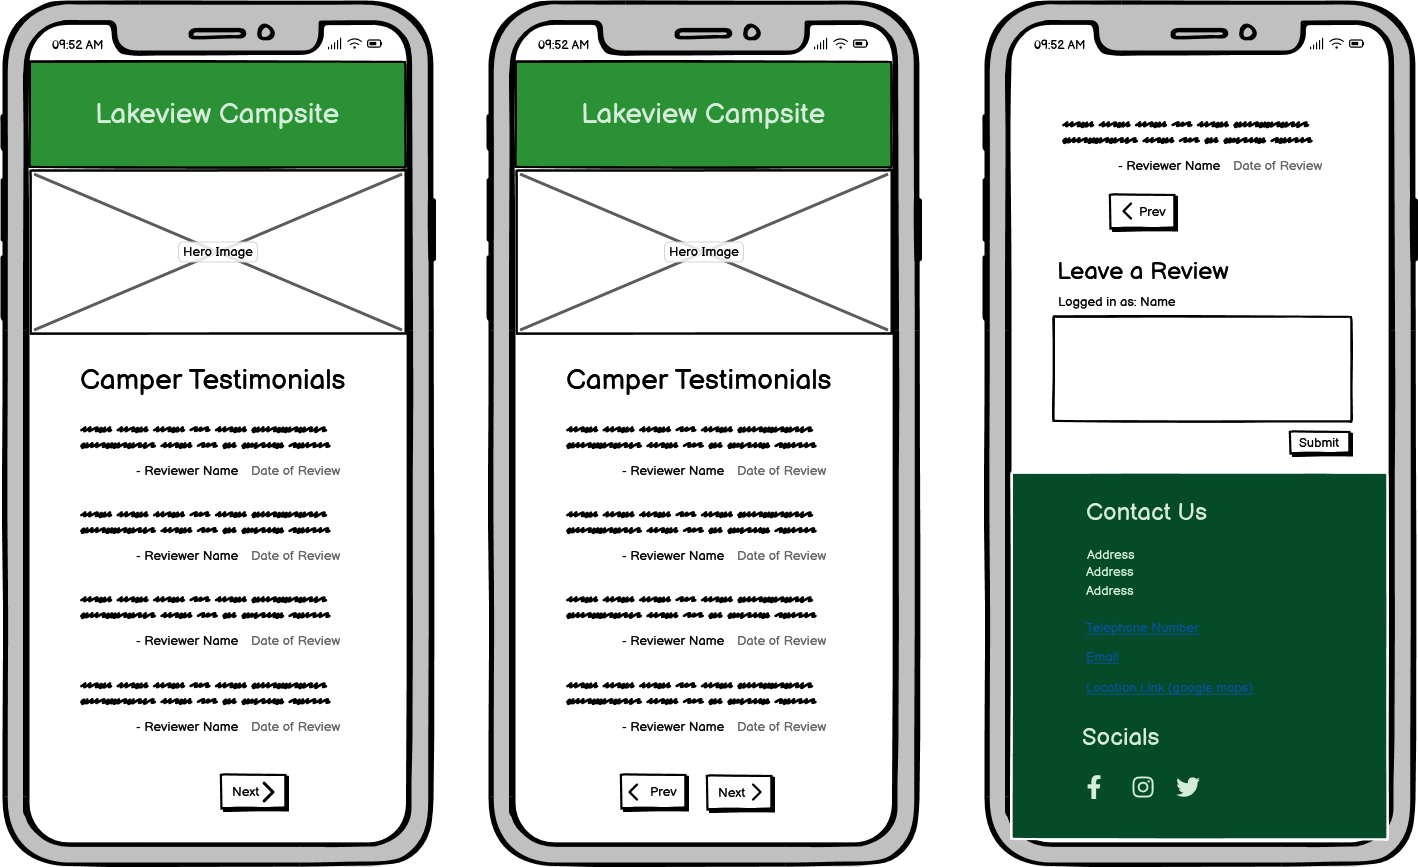 09:52 AM
Lakeview Campsite
Hero Image
Camper Testimonials
- Reviewer Name Date of Review
- Reviewer Name Date of Review
- Reviewer Name Date of Review
- Reviewer Name Date of Review
Next
09:52 AM
Lakeview Campsite
Hero Image
Camper Testimonials
- Reviewer Name Date of Review
- Reviewer Name Date of Review
- Reviewer Name Date of Review
- Reviewer Name Date of Review
Prev Next
09:52 AM
- Reviewer Name Date of Review
Prev
Leave a Review
Logged in as: Name
Submit
Contact Us
Address
Address
Address
Telephone Number
Email
Location Link (google maps)
Socials